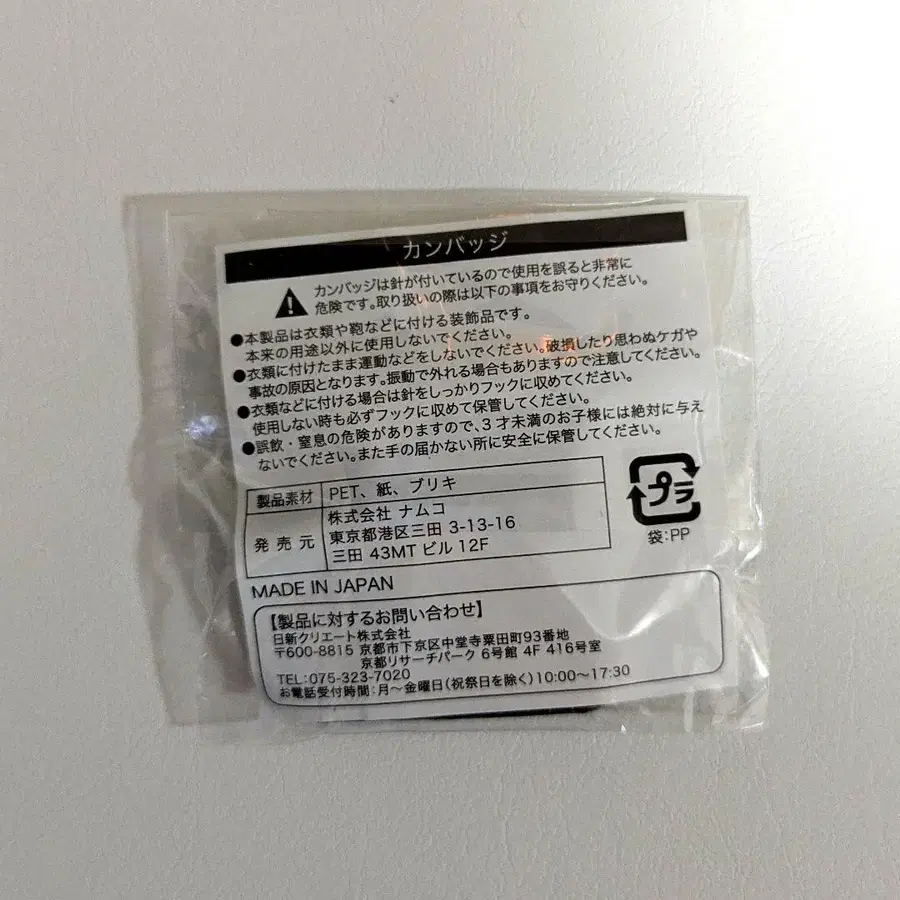 カンバッジ
カンバッジは針が付いているので使用を誤ると非常に
危険です。取り扱いの際は以下の事項をお守りください。
●本製品は衣類や鞄などに付ける装飾品です。
本来の用途以外に使用しないでください。
●衣類に付けたまま運動などをしないでください。破損したり思わぬケガや
事故の原因となります。振動で外れる場合もありますので注意してください。
●衣類などに付ける場合は針をしっかりフックに収めてください。
使用しない時も必ずフックに収めて保管してください。
●誤飲・窒息の危険がありますので、3才未満のお子様には絶対に与え
ないでください。また手の届かない所に安全に保管してください。
製品素材 PET、紙、ブリキ
発売元 株式会社 ナムコ
東京都港区三田 3-13-16
三田 43MT ビル 12F
プラ
袋:PP
MADE IN JAPAN
【製品に対するお問い合わせ】
日新クリエート株式会社
〒600-8815 京都市下京区中堂寺粟田町93番地
京都リサーチパーク 6号館 4F 416号室
TEL:075-323-7020
お電話受付時間:月〜金曜日(祝祭日を除く)10:00〜17:30